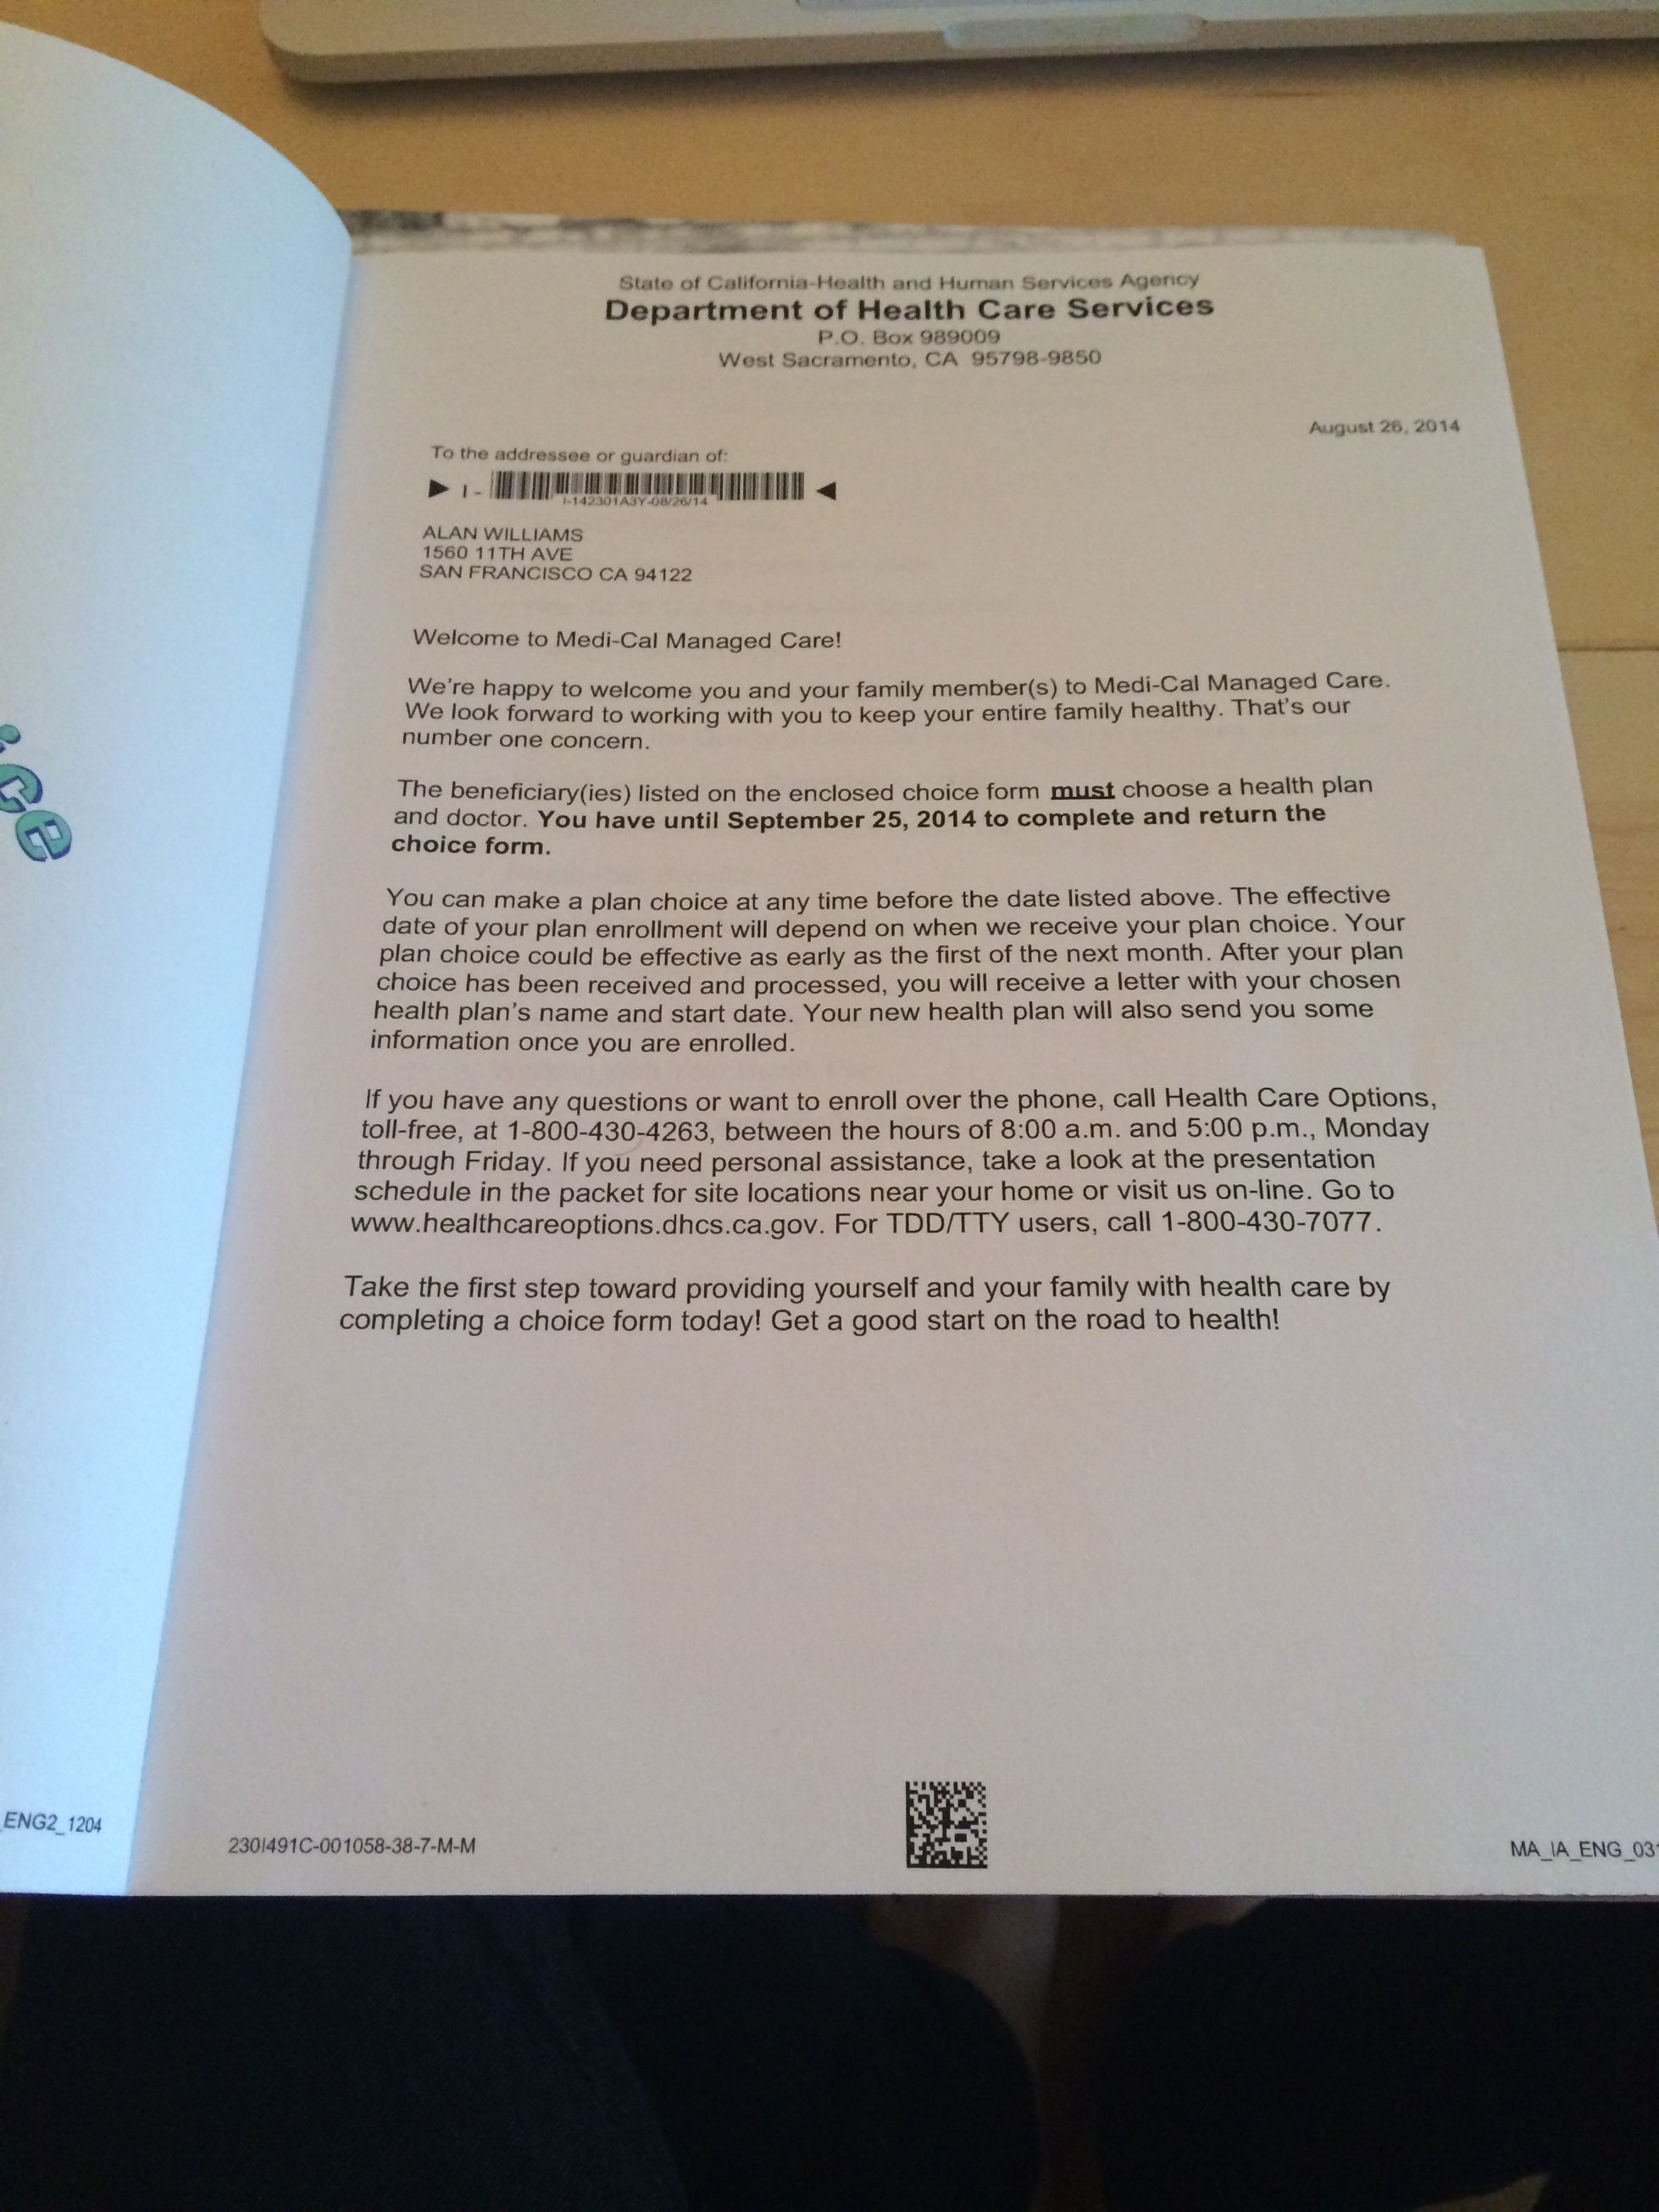 ce
ENG2_1204
State of California-Health and Human Services Agency
Department of Health Care Services
P.O. Box 989009
West Sacramento, CA 95798-9850
August 26, 2014
To the addressee or guardian of:
I -
I-142301A3Y-08/26/14
ALAN WILLIAMS
1560 11TH AVE
SAN FRANCISCO CA 94122
Welcome to Medi-Cal Managed Care!
We're happy to welcome you and your family member(s) to Medi-Cal Managed Care.
We look forward to working with you to keep your entire family healthy. That's our
number one concern.
The beneficiary(ies) listed on the enclosed choice form must choose a health plan
and doctor. You have until September 25, 2014 to complete and return the
choice form.
You can make a plan choice at any time before the date listed above. The effective
date of your plan enrollment will depend on when we receive your plan choice. Your
plan choice could be effective as early as the first of the next month. After your plan
choice has been received and processed, you will receive a letter with your chosen
health plan's name and start date. Your new health plan will also send you some
information once you are enrolled.
If you have any questions or want to enroll over the phone, call Health Care Options,
toll-free, at 1-800-430-4263, between the hours of 8:00 a.m. and 5:00 p.m., Monday
through Friday. If you need personal assistance, take a look at the presentation
schedule in the packet for site locations near your home or visit us on-line. Go to
www.healthcareoptions.dhcs.ca.gov. For TDD/TTY users, call 1-800-430-7077.
Take the first step toward providing yourself and your family with health care by
completing a choice form today! Get a good start on the road to health!
230I491C-001058-38-7-M-M
MA_IA_ENG_031